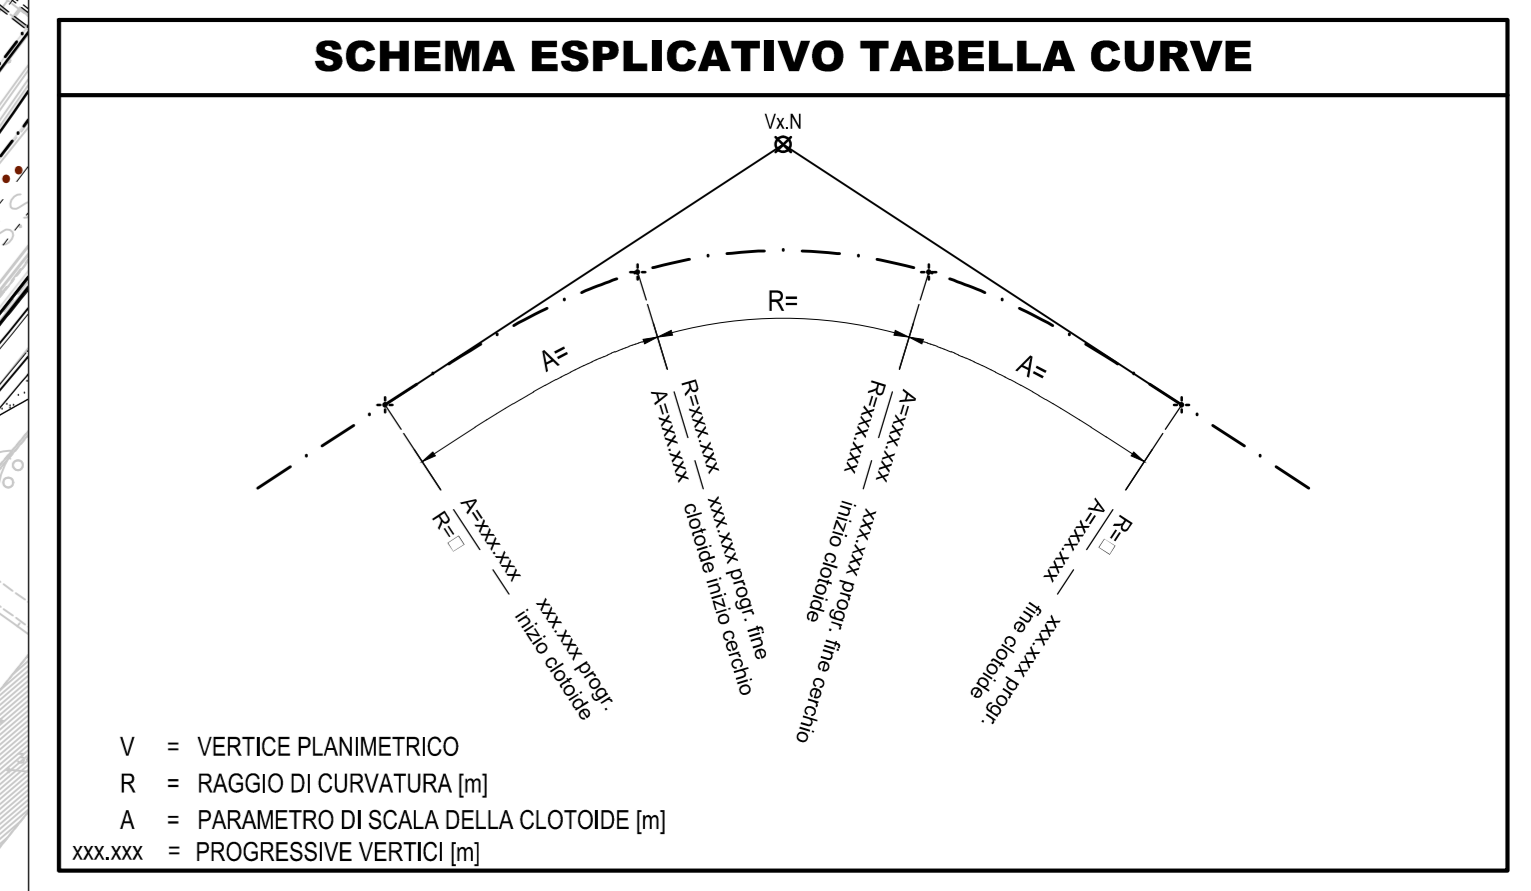 SCHEMA ESPLICATIVO TABELLA CURVE
Vx.N
R=
A=
A=
A=xxx.xxx
R=□
xxx.xxx progr.
inizio clotoide
R=xxx.xxx
A=xxx.xxx
xxx.xxx progr. fine
clotoide inizio cerchio
A=xxx.xxx
R=xxx.xxx
xxx.xxx progr. fine cerchio
inizio clotoide
R=□
A=xxx.xxx
xxx.xxx progr.
fine clotoide
V = VERTICE PLANIMETRICO
R = RAGGIO DI CURVATURA [m]
A = PARAMETRO DI SCALA DELLA CLOTOIDE [m]
xxx.xxx = PROGRESSIVE VERTICI [m]